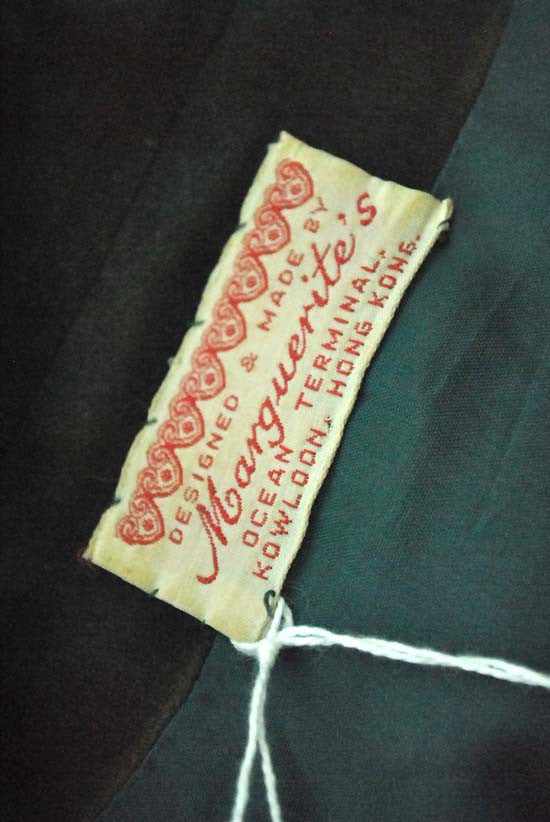 DESIGNED & MADE BY
Marguerite's
OCEAN TERMINAL,
KOWLOON, HONG KONG.